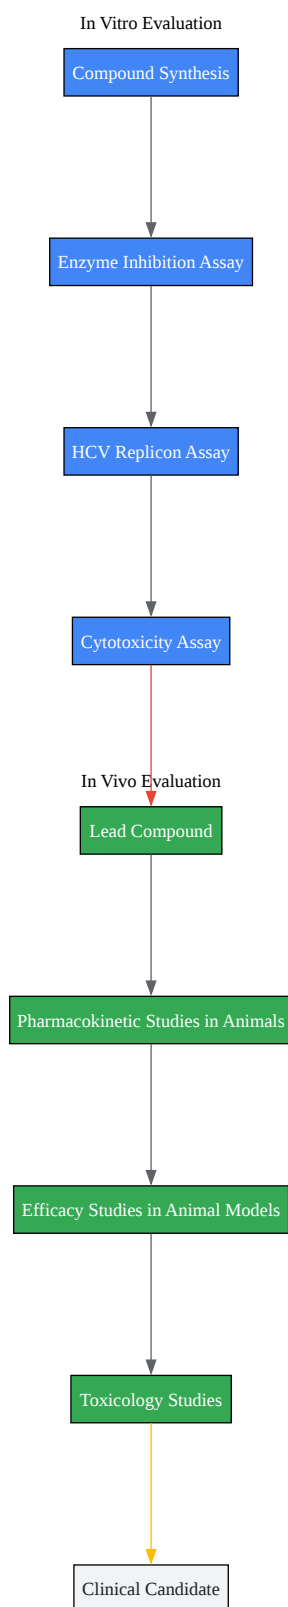 In Vitro Evaluation
Compound Synthesis
Enzyme Inhibition Assay
HCV Replicon Assay
Cytotoxicity Assay
In Vivo Evaluation
Lead Compound
Pharmacokinetic Studies in Animals
Efficacy Studies in Animal Models
Toxicology Studies
Clinical Candidate